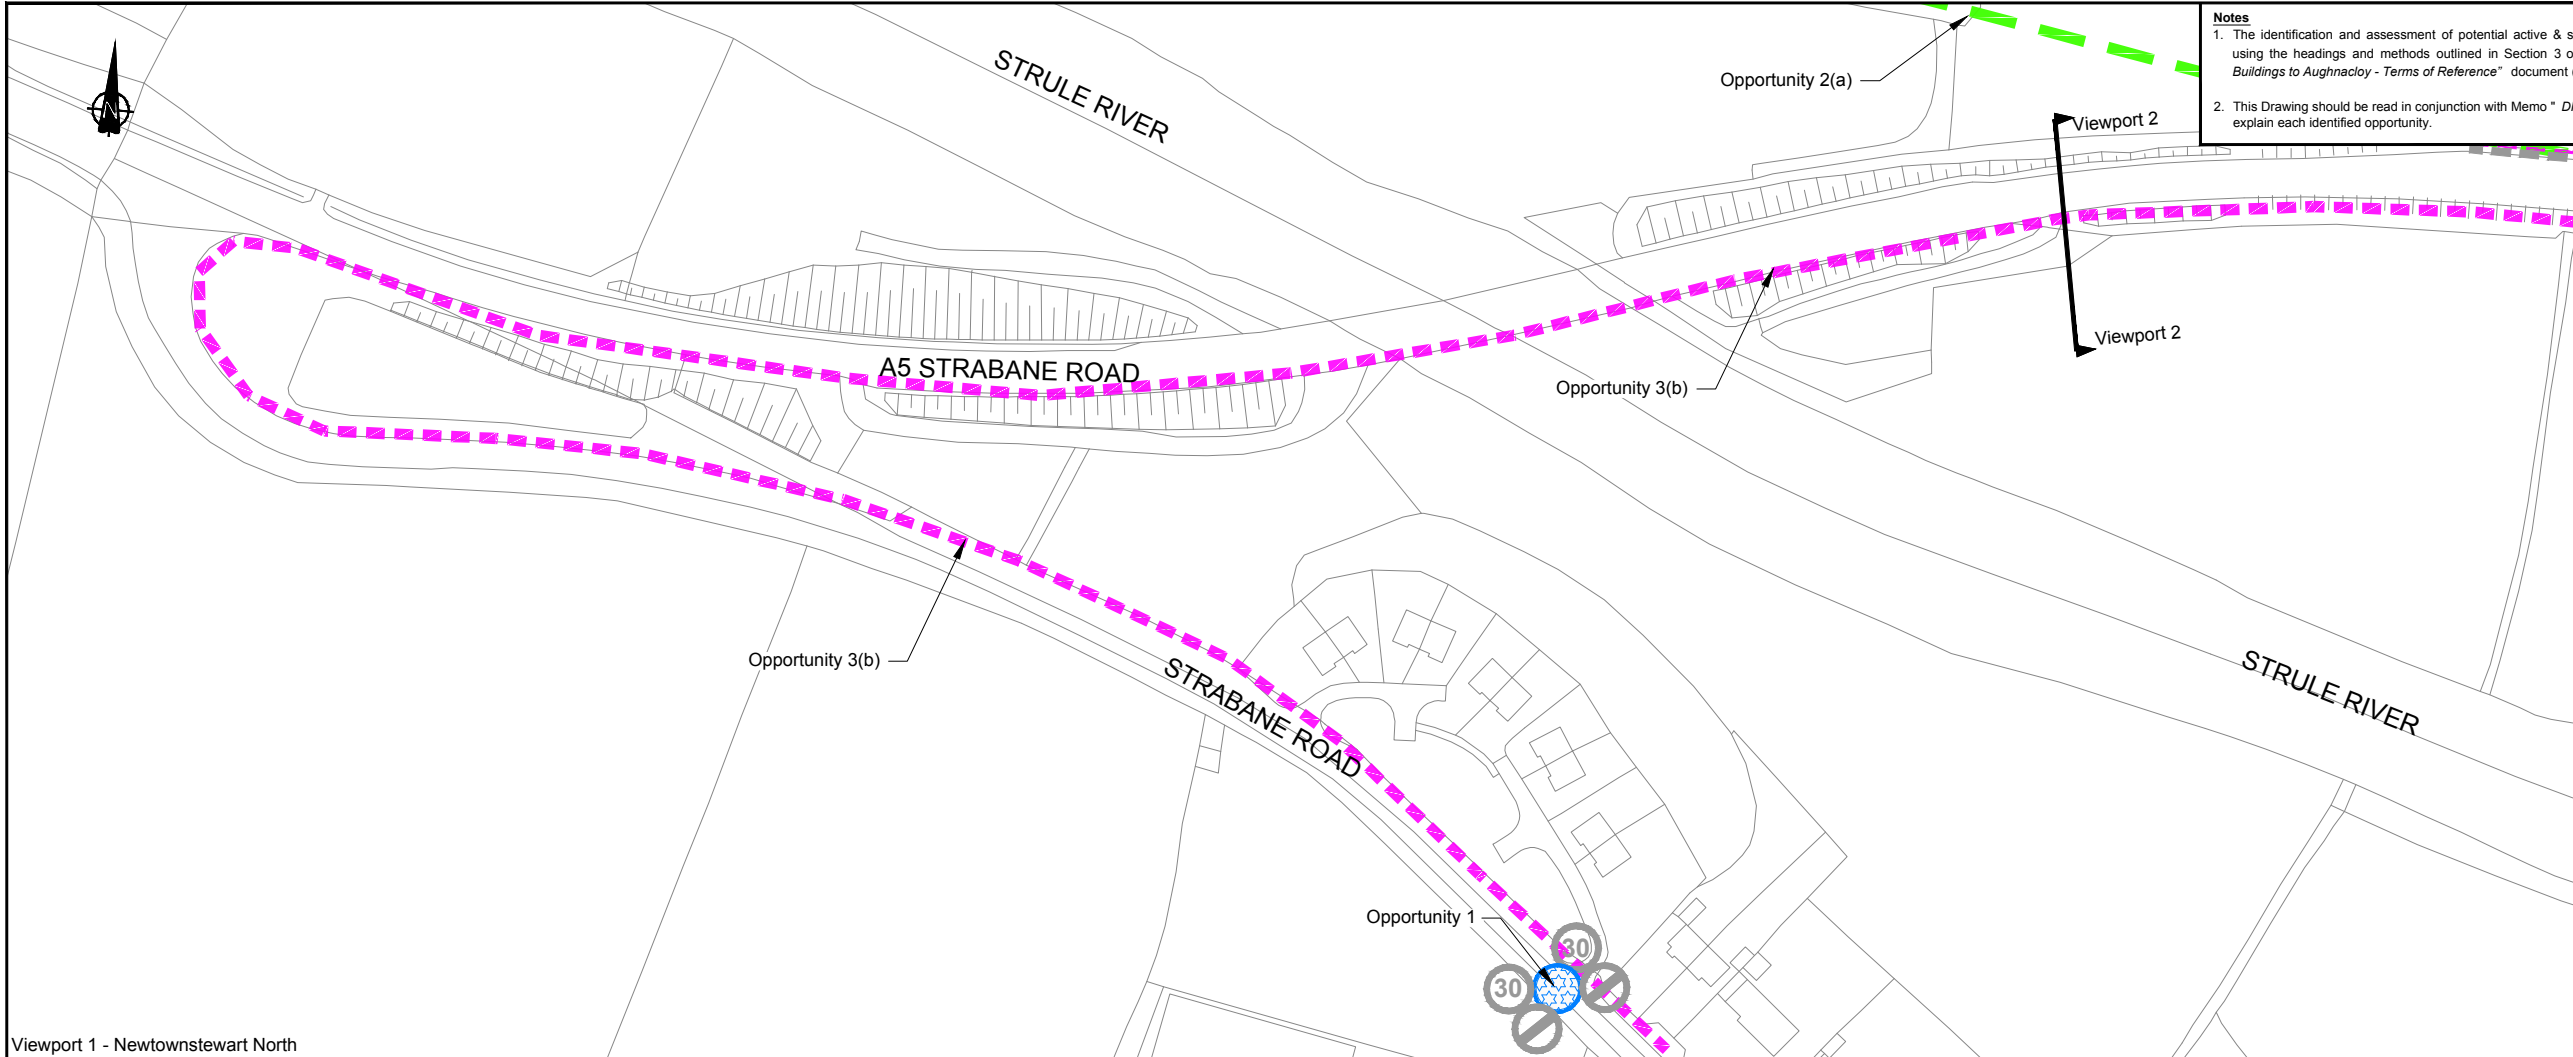 Notes
1. The identification and assessment of potential active & s
using the headings and methods outlined in Section 3 o
Buildings to Aughnacloy - Terms of Reference" document (
2. This Drawing should be read in conjunction with Memo "
explain each identified opportunity.
N
STRULE RIVER
Opportunity 2(a)
Viewport 2
Viewport 2
A5 STRABANE ROAD
Opportunity 3(b)
Opportunity 3(b)
STRABANE ROAD
STRULE RIVER
Opportunity 1
30
30
Viewport 1 - Newtownstewart North